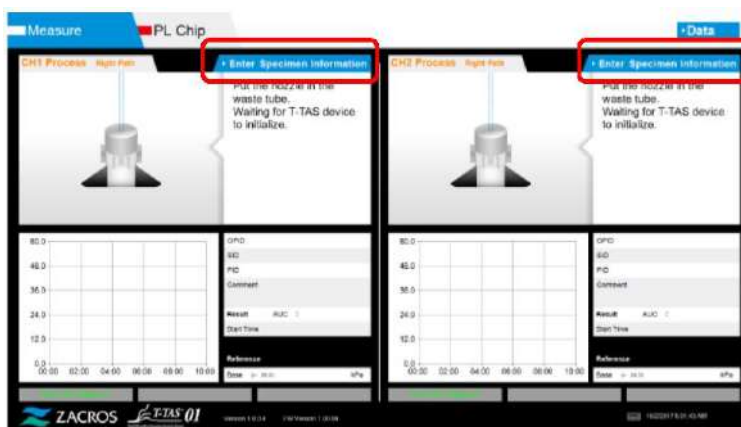 Measure
PL Chip
Data
CH1 Process Right Path
Enter Specimen Information
Put the nozzle in the
waste tube.
Waiting for T-TAS device
to initialize.
CH2 Process Right Path
Enter Specimen Information
Put the nozzle in the
waste tube.
Waiting for T-TAS device
to initialize.
60.0
48.0
36.0
24.0
12.0
0.0
00:00 02:00 04:00 06:00 08:00 10:00
OPID
SID
PID
Comment
Result AUC :
Start Time
Reference
Base kPa
60.0
48.0
36.0
24.0
12.0
0.0
00:00 02:00 04:00 06:00 08:00 10:00
OPID
SID
PID
Comment
Result AUC :
Start Time
Reference
Base kPa
ZACROS T-TAS 01